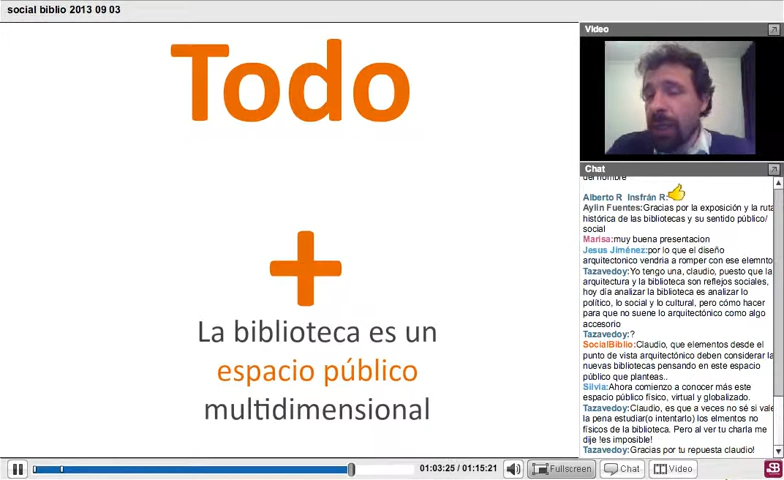 social biblio 2013 09 03
Todo
+
La biblioteca es un
espacio público
multidimensional
Video
Chat
del hombre
Alberto R Insfrán R:
Aylin Fuentes:Gracias por la exposición y la ruta
histórica de las bibliotecas y su sentido público/
social
Marisa:muy buena presentacion
Jesus Jiménez:por lo que el diseño
arquitectonico vendria a romper con ese elemnto
Tazavedoy:Yo tengo una, claudio, puesto que la
arquitectura y la biblioteca son reflejos sociales,
hoy día analizar la biblioteca es analizar lo
político, lo social y lo cultural, pero cómo hacer
para que no suene lo arquitectónico como algo
accesorio
Tazavedoy:?
SocialBiblio:Claudio, que elementos desde el
punto de vista arquitectónico deben considerar la
nuevas bibliotecas pensando en este espacio
público que planteas..
Silvia:Ahora comienzo a conocer más este
espacio público físico, virtual y globalizado.
Tazavedoy:Claudio, es que a veces no sé si vale
la pena estudiar(o intentarlo) los elmentos no
físicos de la biblioteca. Pero al ver tu charla me
dije !es imposible!
Tazavedoy:Gracias por tu repuesta claudio!
01:03:25 / 01:15:21
Fullscreen
Chat
Video
SB